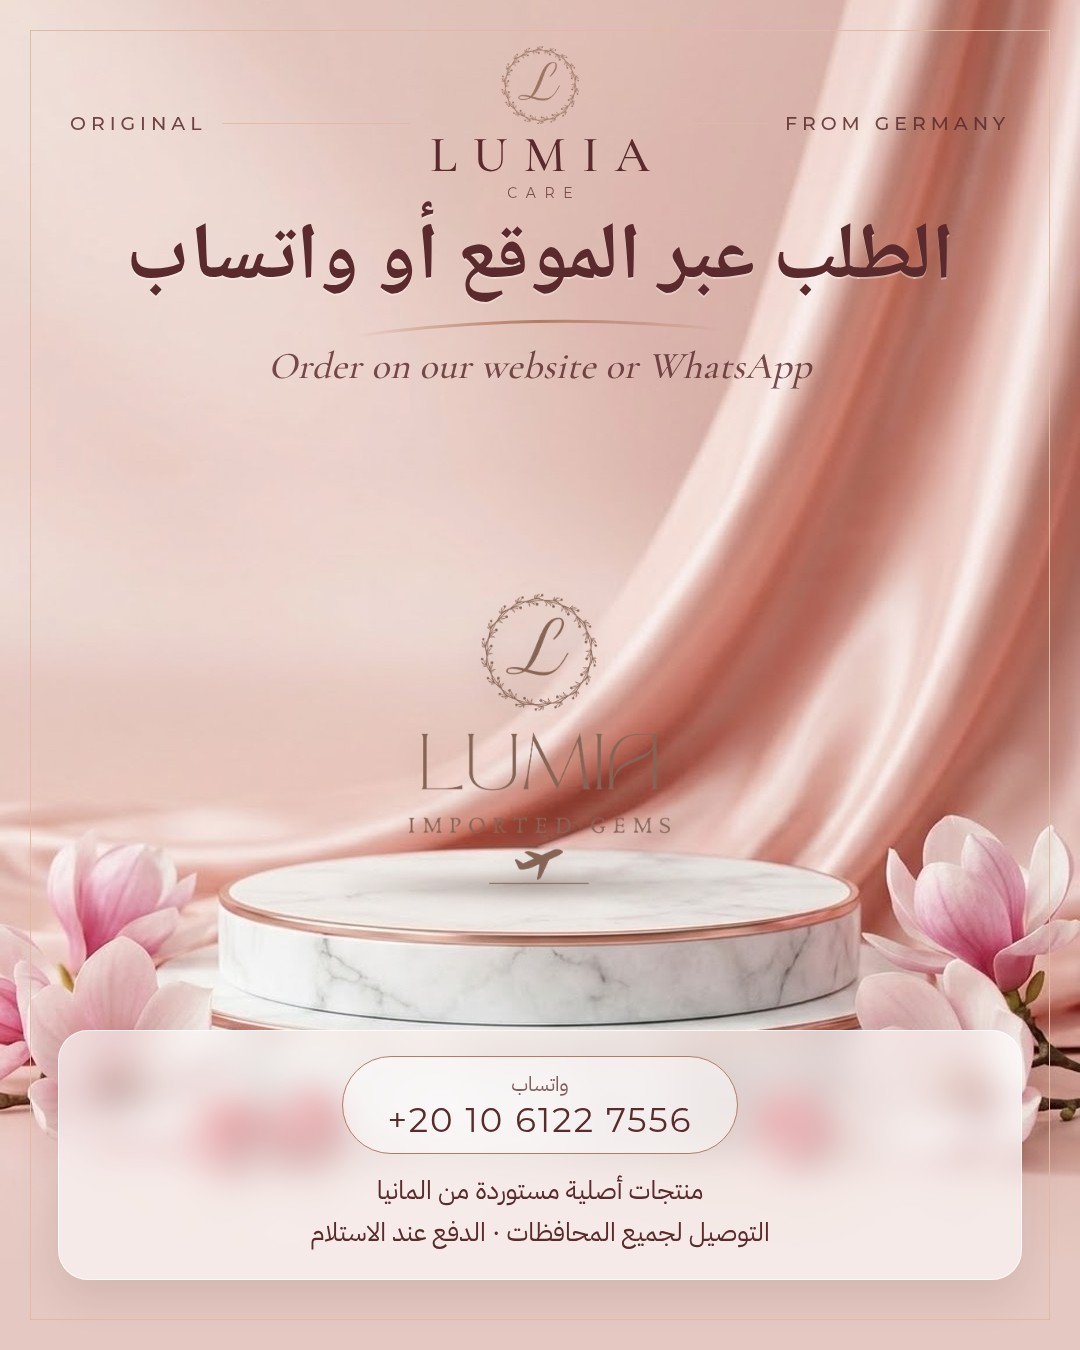 L
ORIGINAL
FROM GERMANY
LUMIA
CARE
الطلب عبر الموقع أو واتساب
Order on our website or WhatsApp
L
LUMIA
IMPORTED GEMS
واتساب
+20 10 6122 7556
منتجات أصلية مستوردة من المانيا
التوصيل لجميع المحافظات · الدفع عند الاستلام